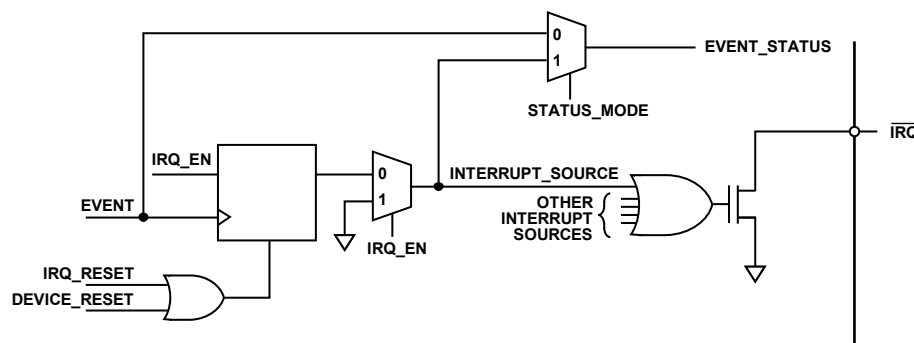 0
EVENT_STATUS
1
STATUS_MODE
IRQ
IRQ_EN
0
INTERRUPT_SOURCE
1
EVENT
OTHER
INTERRUPT
SOURCES
IRQ_EN
IRQ_RESET
DEVICE_RESET